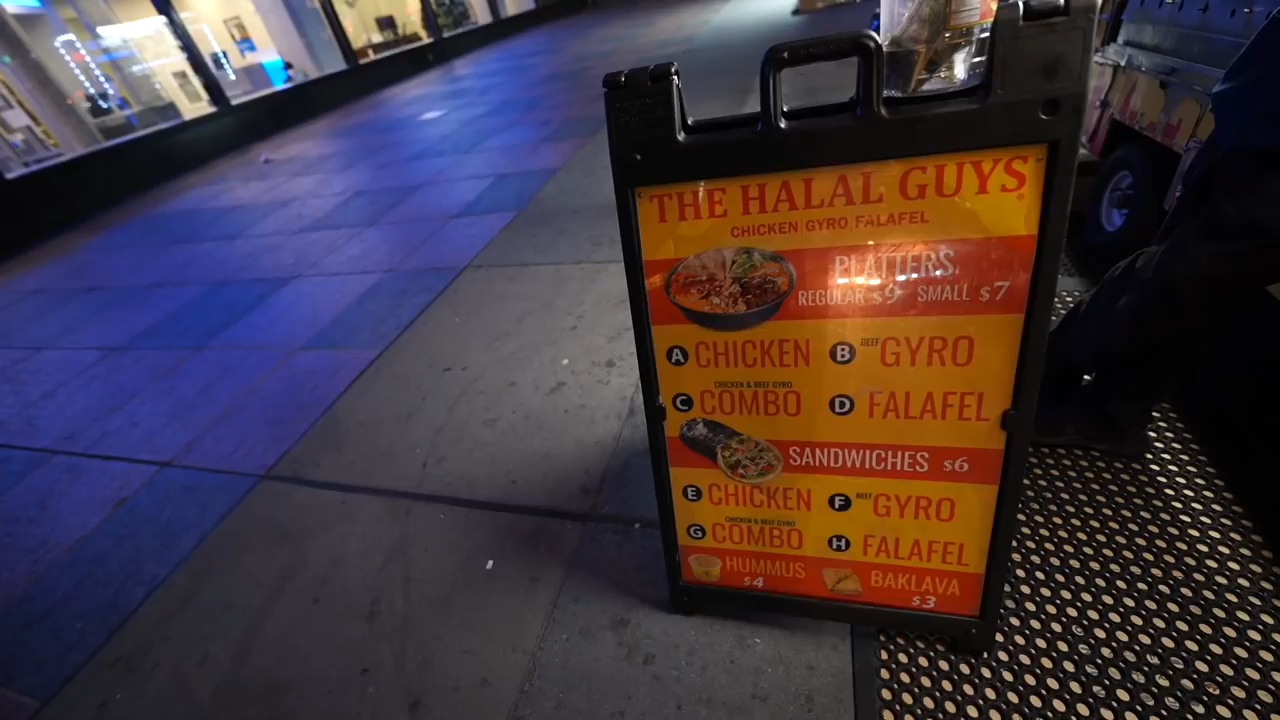 THE HALAL GUYS®
CHICKEN | GYRO | FALAFEL
PLATTERS
REGULAR $9 SMALL $7
A CHICKEN B BEEF GYRO
CHICKEN & BEEF GYRO
C COMBO D FALAFEL
SANDWICHES $6
E CHICKEN F BEEF GYRO
CHICKEN & BEEF GYRO
G COMBO H FALAFEL
HUMMUS BAKLAVA
$4 $3